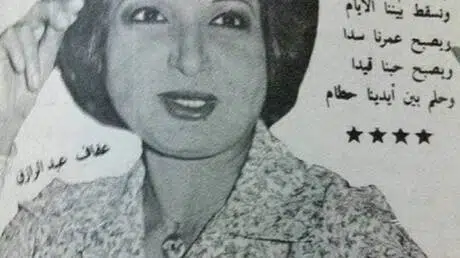 ونسقط بيننا الأيام
ويصبح عمرنا سدا
ويصبح حبنا قيدا
وحلم بين أيدينا حطام
★★★★
عفاف عبد الرازق